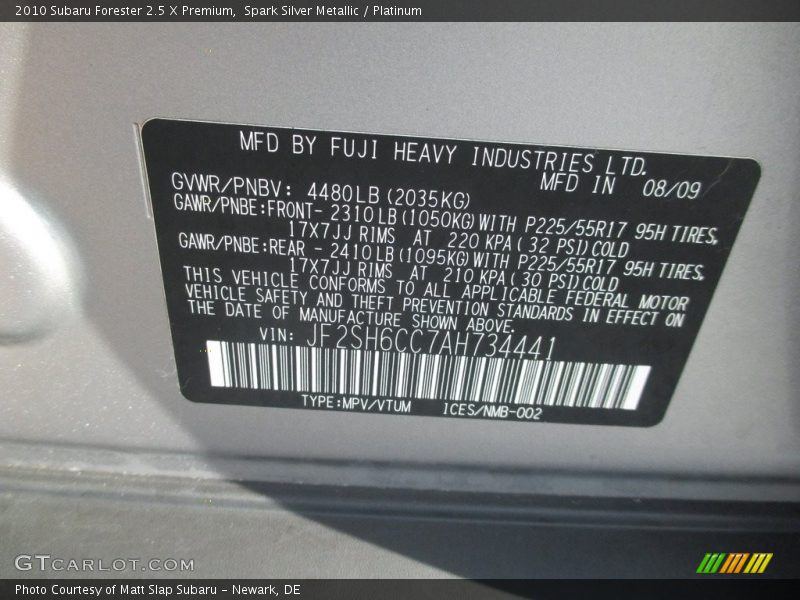 2010 Subaru Forester 2.5 X Premium,  Spark Silver Metallic / Platinum
MFD BY FUJI HEAVY INDUSTRIES LTD.
MFD IN 08/09
GVWR/PNBV: 4480LB (2035KG)
GAWR/PNBE:FRONT- 2310LB (1050KG) WITH P225/55R17 95H TIRES,
17X7JJ RIMS AT 220 KPA ( 32 PSI) COLD
GAWR/PNBE:REAR - 2410LB (1095KG) WITH P225/55R17 95H TIRES,
17X7JJ RIMS AT 210 KPA ( 30 PSI) COLD
THIS VEHICLE CONFORMS TO ALL APPLICABLE FEDERAL MOTOR
VEHICLE SAFETY AND THEFT PREVENTION STANDARDS IN EFFECT ON
THE DATE OF MANUFACTURE SHOWN ABOVE.
VIN: JF2SH6CC7AH734441
TYPE:MPV/VTUM ICES/NMB-002
GTCARLOT.COM
Photo Courtesy of Matt Slap Subaru - Newark, DE